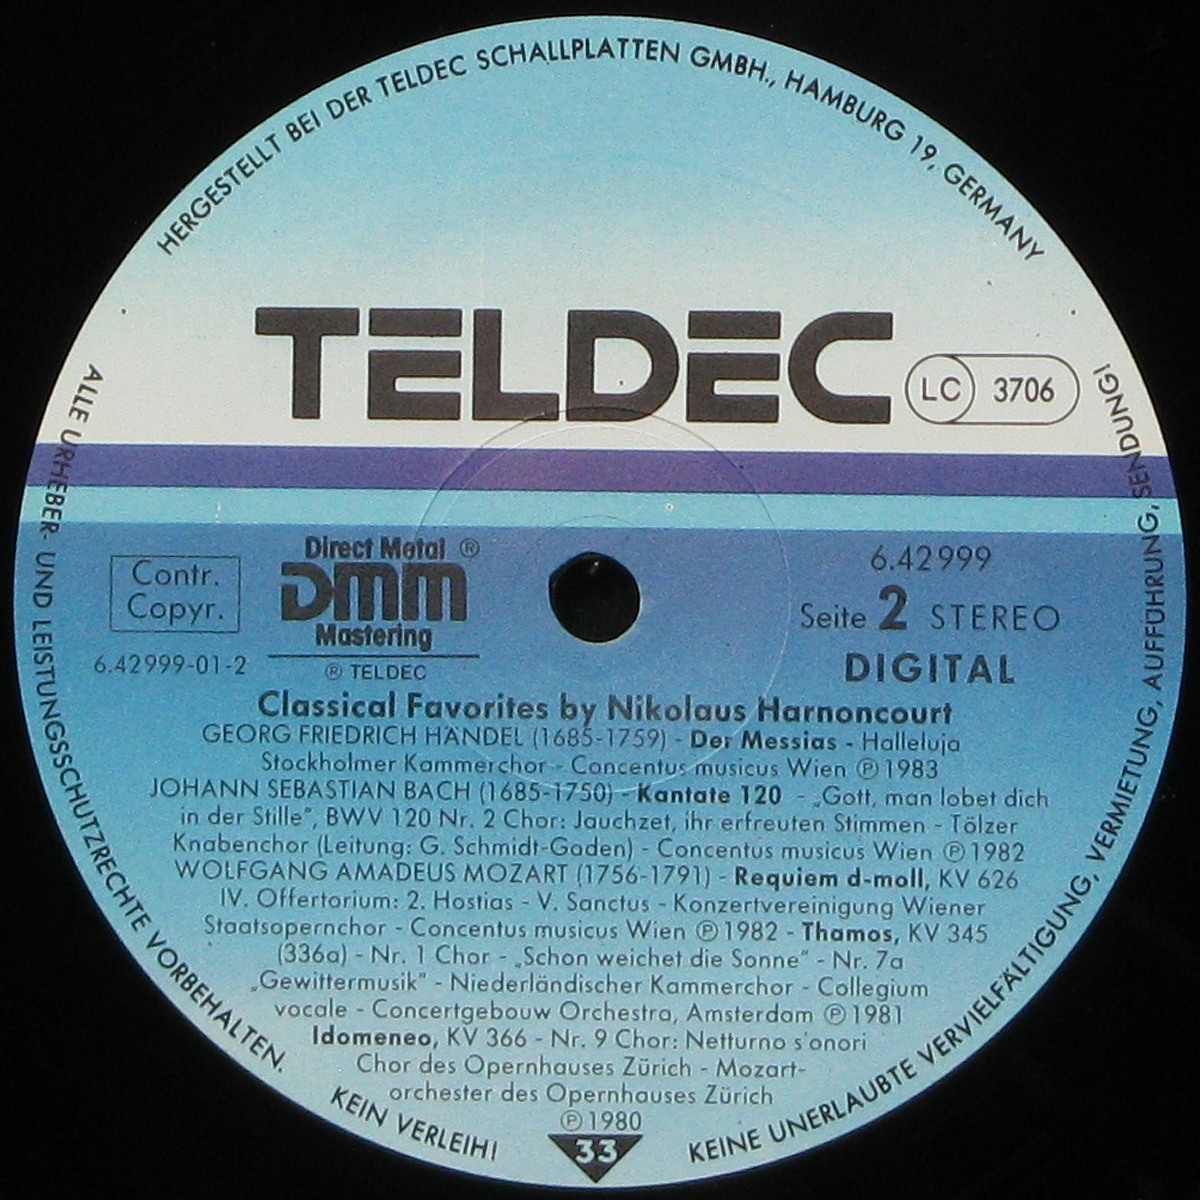 HERGESTELLT BEI DER TELDEC SCHALLPLATTEN GMBH., HAMBURG 19, GERMANY
TELDEC
LC 3706
Contr.
Copyr.
6.42999-01-2
Direct Metal ®
DMM
Mastering
® TELDEC
6.42999
Seite 2 STEREO
DIGITAL
Classical Favorites by Nikolaus Harnoncourt
GEORG FRIEDRICH HÄNDEL (1685-1759) - Der Messias - Halleluja
Stockholmer Kammerchor - Concentus musicus Wien ℗ 1983
JOHANN SEBASTIAN BACH (1685-1750) - Kantate 120 - „Gott, man lobet dich
in der Stille", BWV 120 Nr. 2 Chor: Jauchzet, ihr erfreuten Stimmen - Tölzer
Knabenchor (Leitung: G. Schmidt-Gaden) - Concentus musicus Wien ℗ 1982
WOLFGANG AMADEUS MOZART (1756-1791) - Requiem d-moll, KV 626
IV. Offertorium: 2. Hostias - V. Sanctus - Konzertvereinigung Wiener
Staatsopernchor - Concentus musicus Wien ℗ 1982 - Thamos, KV 345
(336a) - Nr. 1 Chor - „Schon weichet die Sonne" - Nr. 7a
„Gewittermusik" - Niederländischer Kammerchor - Collegium
vocale - Concertgebouw Orchestra, Amsterdam ℗ 1981
Idomeneo, KV 366 - Nr. 9 Chor: Netturno s'onori
Chor des Opernhauses Zürich - Mozart-
orchester des Opernhauses Zürich
℗ 1980
33
ALLE URHEBER- UND LEISTUNGSSCHUTZRECHTE VORBEHALTEN.
KEIN VERLEIH!
KEINE UNERLAUBTE VERVIELFÄLTIGUNG, VERMIETUNG, AUFFÜHRUNG, SENDUNG!